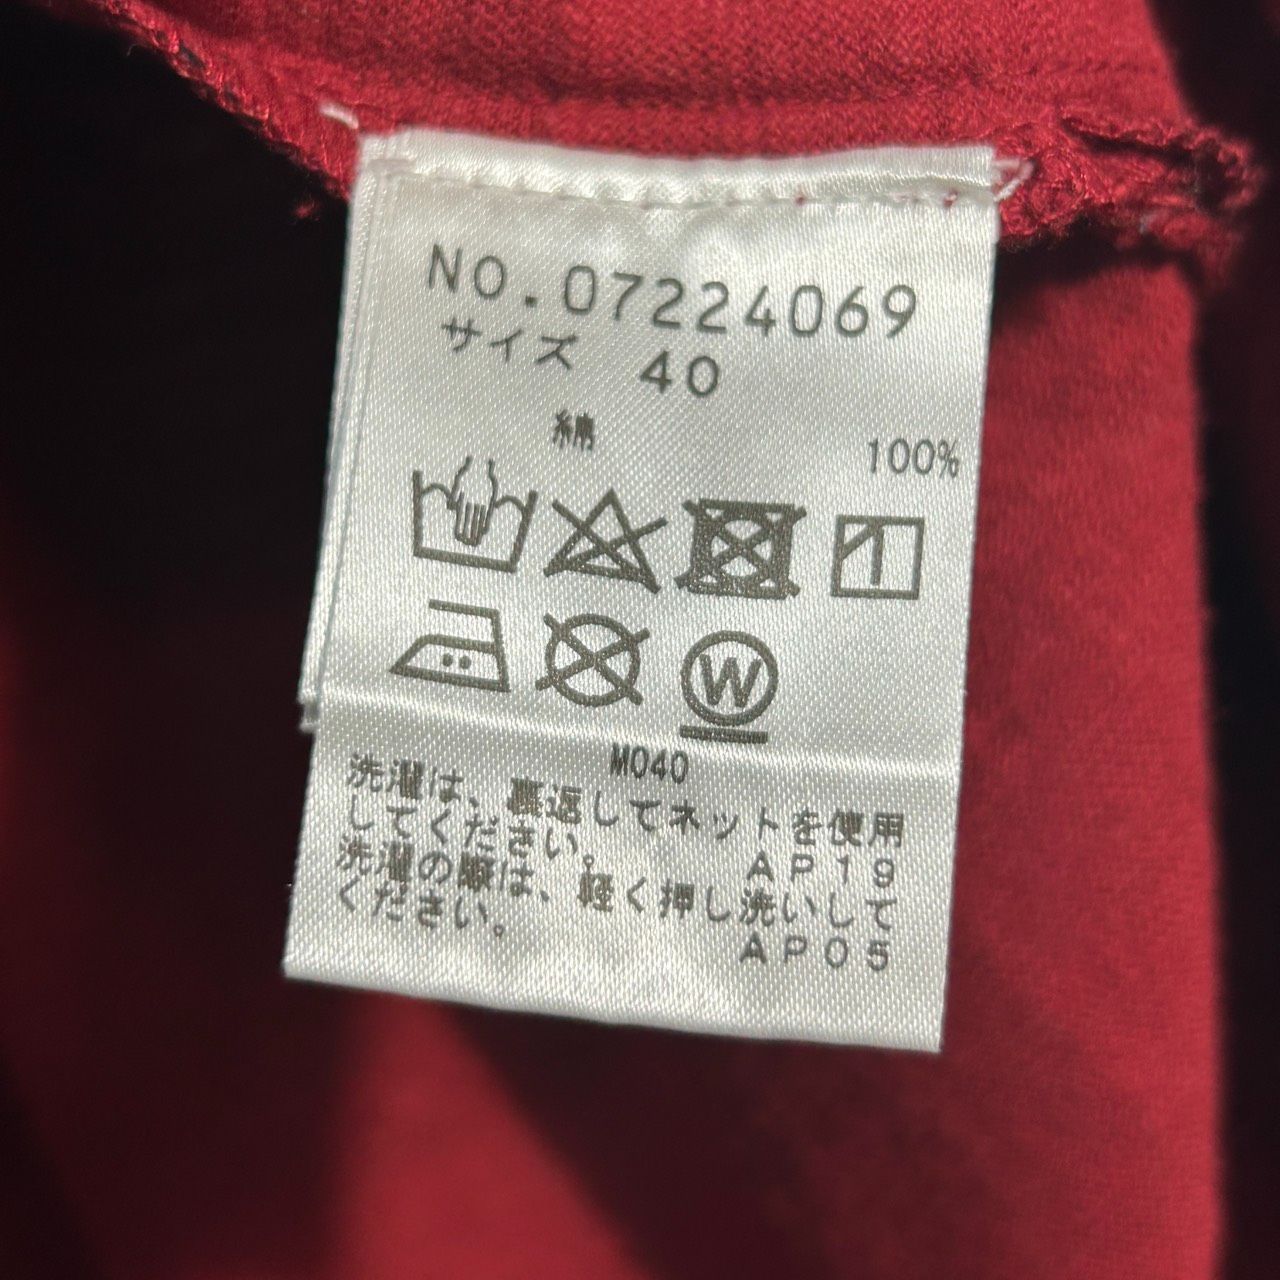 NO.07224069
サイズ 40
綿 100%
W
M040
洗濯は、裏返してネットを使用
してください。 AP19
洗濯の際は、軽く押し洗いして
ください。 AP05